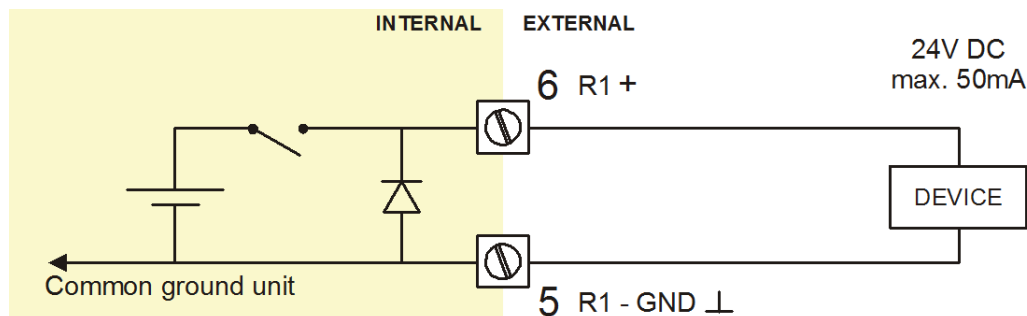 INTERNAL EXTERNAL
24V DC
max. 50mA
6 R1 +
DEVICE
Common ground unit
5 R1 - GND ⏊